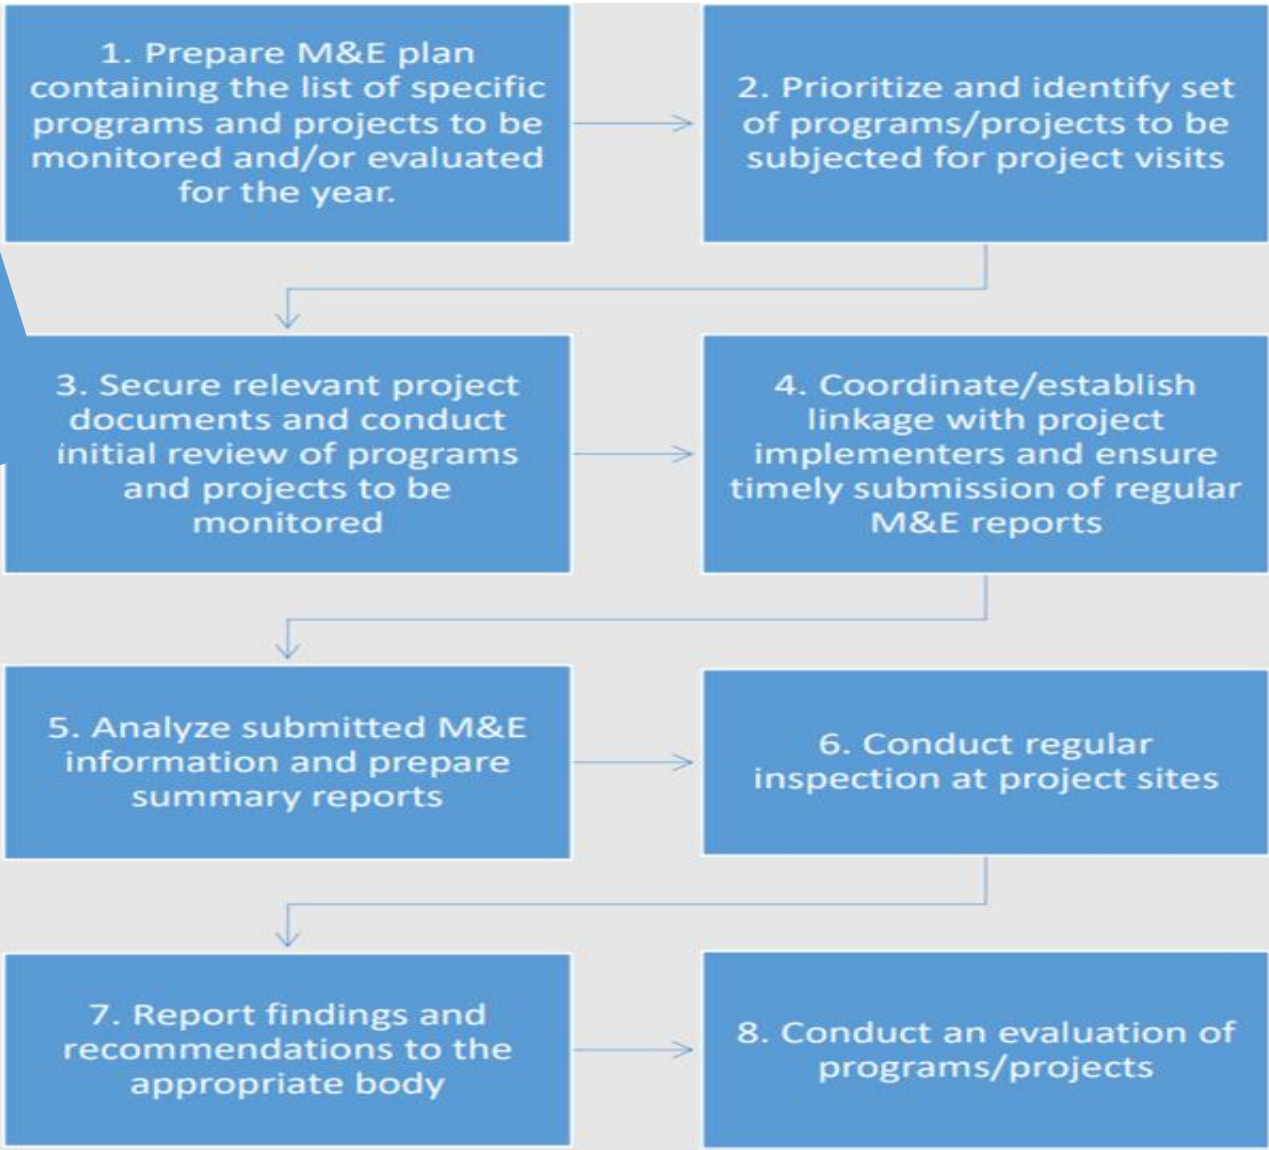 1. Prepare M&E plan
containing the list of specific
programs and projects to be
monitored and/or evaluated
for the year.
2. Prioritize and identify set
of programs/projects to be
subjected for project visits
3. Secure relevant project
documents and conduct
initial review of programs
and projects to be
monitored
4. Coordinate/establish
linkage with project
implementers and ensure
timely submission of regular
M&E reports
5. Analyze submitted M&E
information and prepare
summary reports
6. Conduct regular
inspection at project sites
7. Report findings and
recommendations to the
appropriate body
8. Conduct an evaluation of
programs/projects